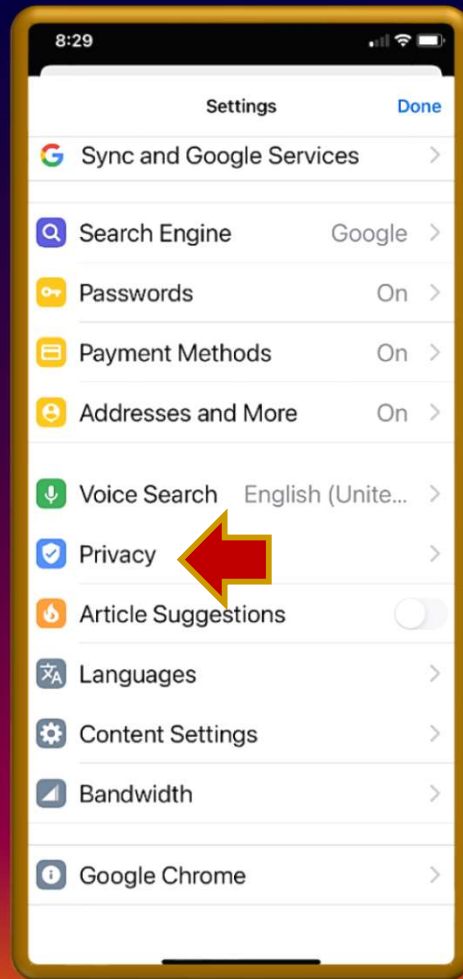 8:29
Settings Done
Sync and Google Services
Search Engine Google
Passwords On
Payment Methods On
Addresses and More On
Voice Search English (Unite...
Privacy
Article Suggestions
Languages
Content Settings
Bandwidth
Google Chrome